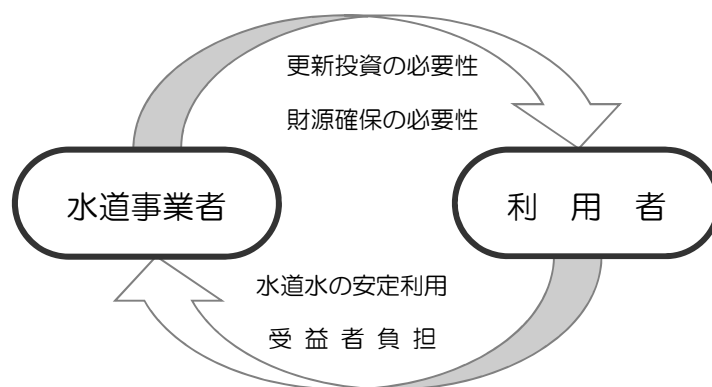 更新投資の必要性
財源確保の必要性
水道事業者
利　用　者
水道水の安定利用
受 益 者 負 担